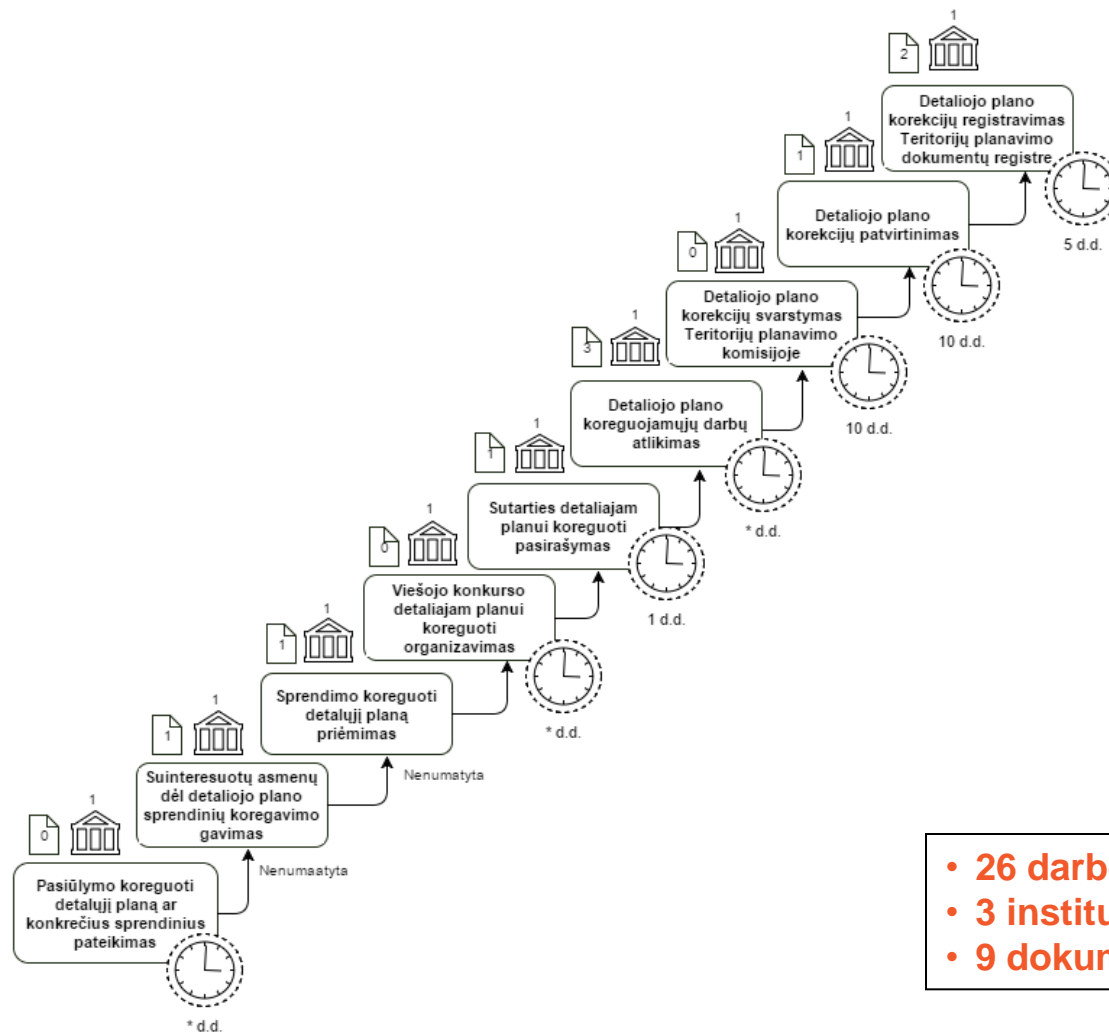 1
2
Detaliojo plano
korekcijų registravimas
Teritorijų planavimo
dokumentų registre
5 d.d.
1
1
Detaliojo plano
korekcijų patvirtinimas
10 d.d.
1
0
Detaliojo plano
korekcijų svarstymas
Teritorijų planavimo
komisijoje
10 d.d.
1
3
Detaliojo plano
koreguojamųjų darbų
atlikimas
* d.d.
1
1
Sutarties detaliajam
planui koreguoti
pasirašymas
1 d.d.
1
0
Viešojo konkurso
detaliajam planui
koreguoti
organizavimas
* d.d.
1
1
Sprendimo koreguoti
detalųjį planą
priėmimas
Nenumatyta
1
1
Suinteresuotų asmenų
dėl detaliojo plano
sprendinių koregavimo
gavimas
Nenumaatyta
1
0
Pasiūlymo koreguoti
detalųjį planą ar
konkrečius sprendinius
pateikimas
* d.d.
• 26 darb
• 3 institu
• 9 dokum